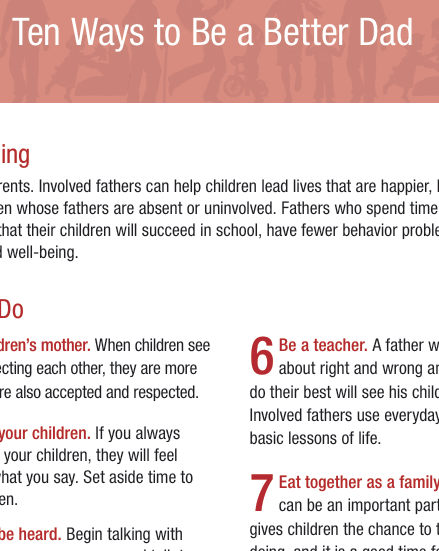 Ten Ways to Be a Better Dad
ing
rents. Involved fathers can help children lead lives that are happier,
en whose fathers are absent or uninvolved. Fathers who spend time
that their children will succeed in school, have fewer behavior proble
d well-being.
Do
dren's mother. When children see
ecting each other, they are more
re also accepted and respected.
your children. If you always
your children, they will feel
hat you say. Set aside time to
en.
be heard. Begin talking with
6 Be a teacher. A father w
about right and wrong a
do their best will see his chil
Involved fathers use everyday
basic lessons of life.
7 Eat together as a family
can be an important part
gives children the chance to t